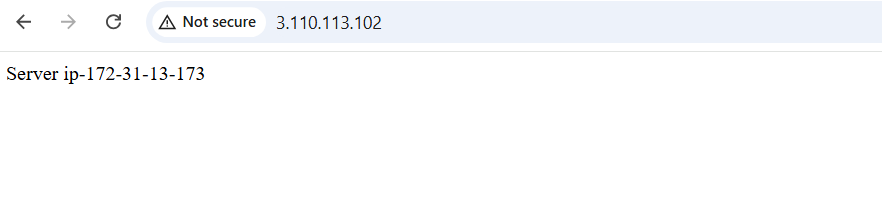 Not secure 3.110.113.102
Server ip-172-31-13-173